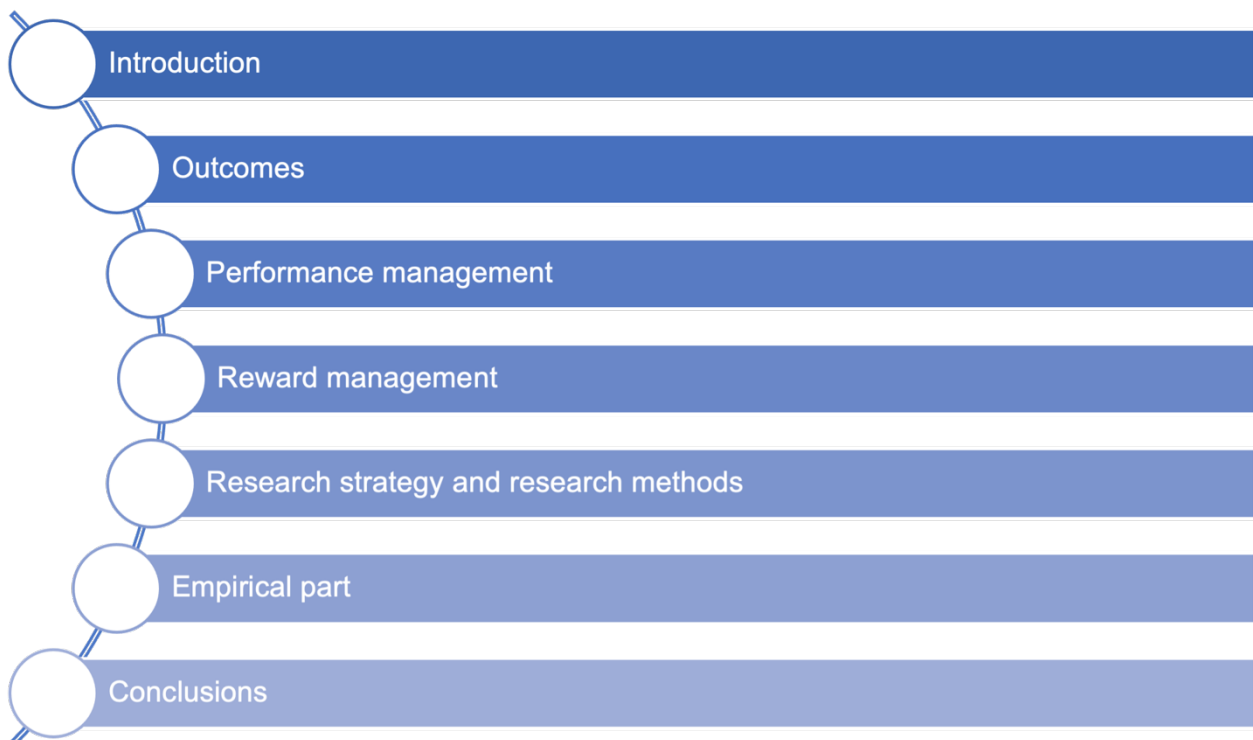 Introduction
Outcomes
Performance management
Reward management
Research strategy and research methods
Empirical part
Conclusions